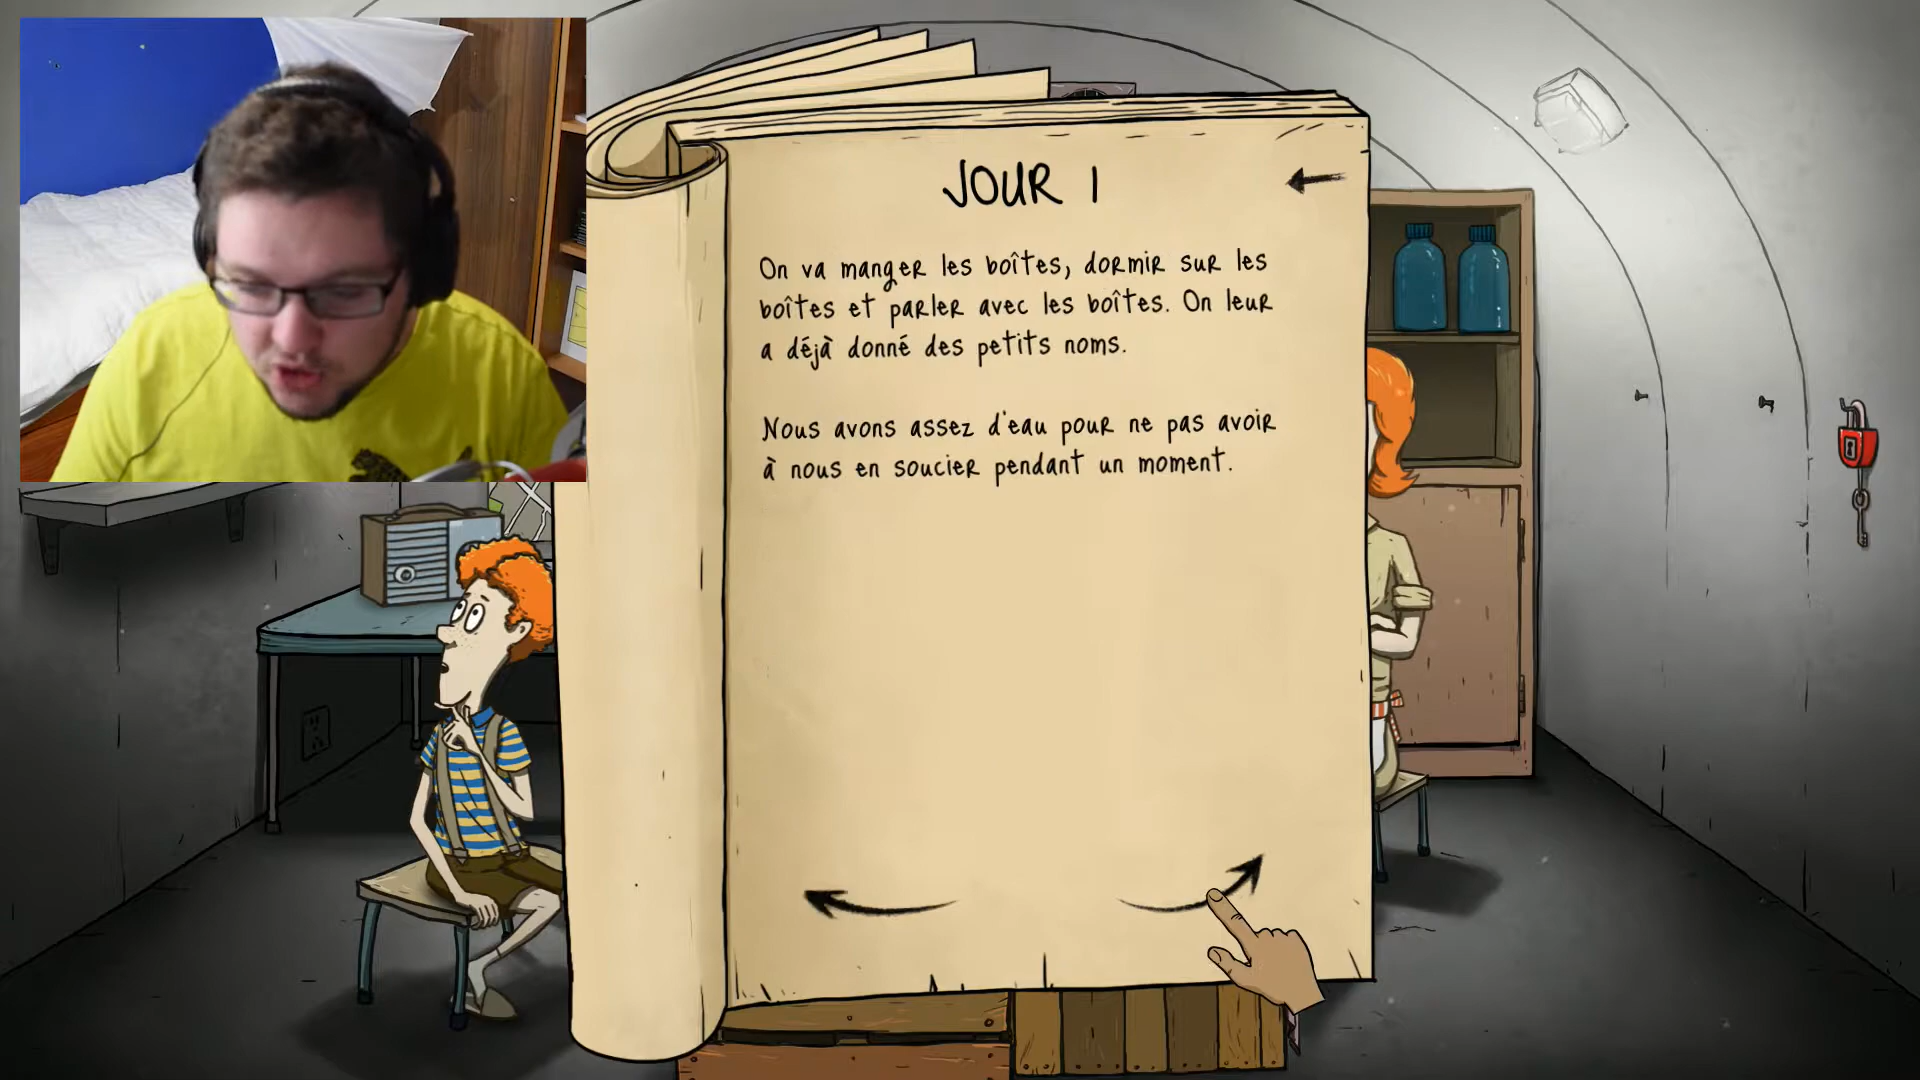 JOUR 1
On va manger les boîtes, dormir sur les
boîtes et parler avec les boîtes. On leur
a déjà donné des petits noms.
Nous avons assez d'eau pour ne pas avoir
à nous en soucier pendant un moment.